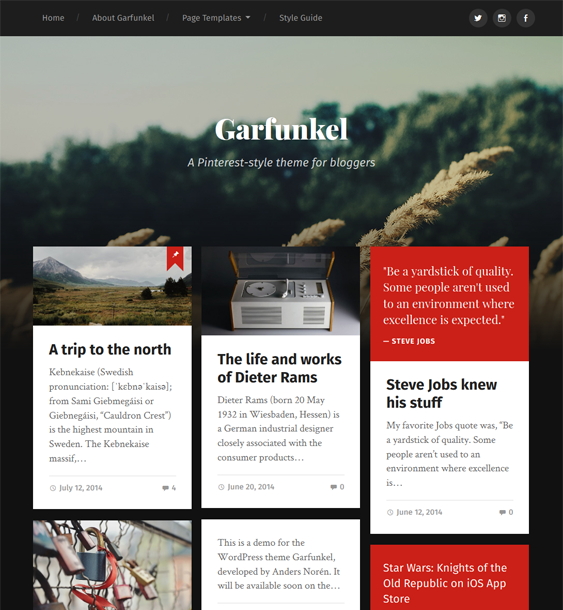 Home / About Garfunkel / Page Templates / Style Guide
Garfunkel
A Pinterest-style theme for bloggers
A trip to the north
Kebnekaise (Swedish
pronunciation: [ˈkɛbnəˈkaisə];
from Sami Giebmegáisi or
Giebnegáisi, “Cauldron Crest”)
is the highest mountain in
Sweden. The Kebnekaise
massif,…
July 12, 2014 4
The life and works
of Dieter Rams
Dieter Rams (born 20 May
1932 in Wiesbaden, Hessen) is
a German industrial designer
closely associated with the
consumer products…
June 20, 2014 0
"Be a yardstick of quality.
Some people aren't used
to an environment where
excellence is expected."
— STEVE JOBS
Steve Jobs knew
his stuff
My favorite Jobs quote was, “Be
a yardstick of quality. Some
people aren’t used to an
environment where excellence
is…
June 12, 2014 0
This is a demo for the
WordPress theme Garfunkel,
developed by Anders Norén. It
will be available soon on the…
Star Wars: Knights of the
Old Republic on iOS App
Store